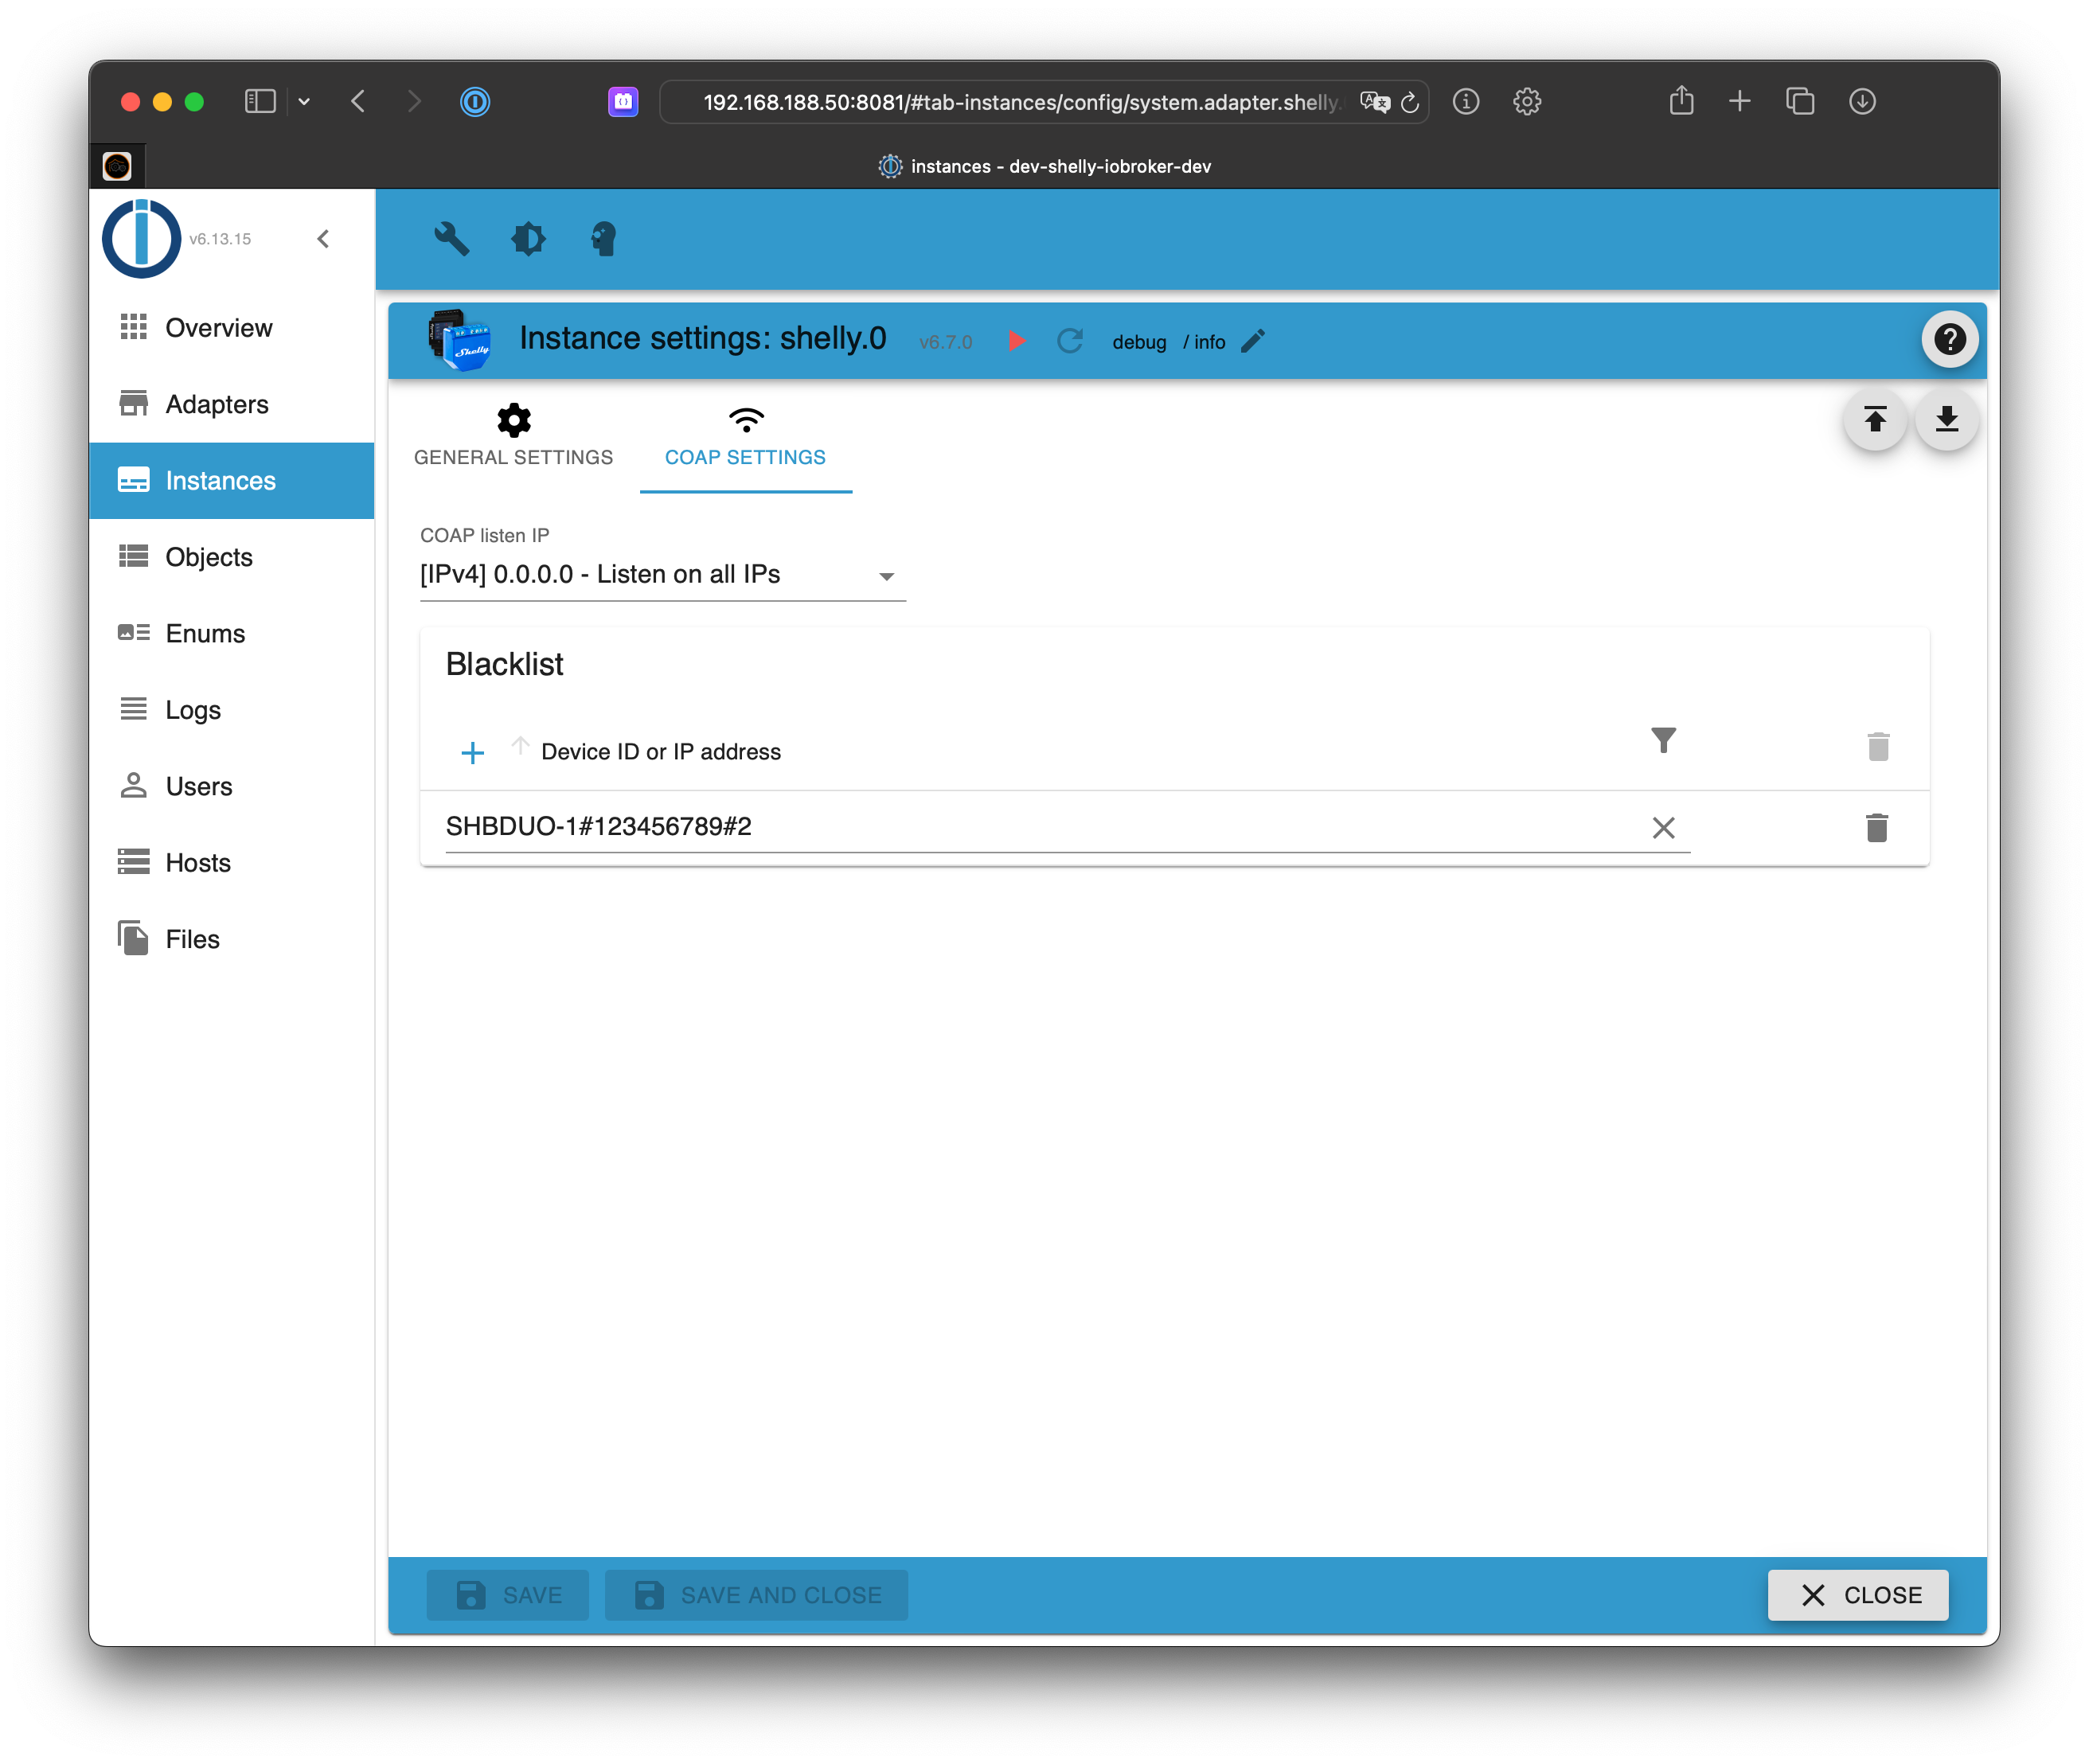 192.168.188.50:8081/#tab-instances/config/system.adapter.shelly.
instances - dev-shelly-iobroker-dev
v6.13.15
Overview
Adapters
Instances
Objects
Enums
Logs
Users
Hosts
Files
Shelly
Instance settings: shelly.0
v6.7.0
debug / info
GENERAL SETTINGS
COAP SETTINGS
COAP listen IP
[IPv4] 0.0.0.0 - Listen on all IPs
Blacklist
Device ID or IP address
SHBDUO-1#123456789#2
SAVE
SAVE AND CLOSE
CLOSE